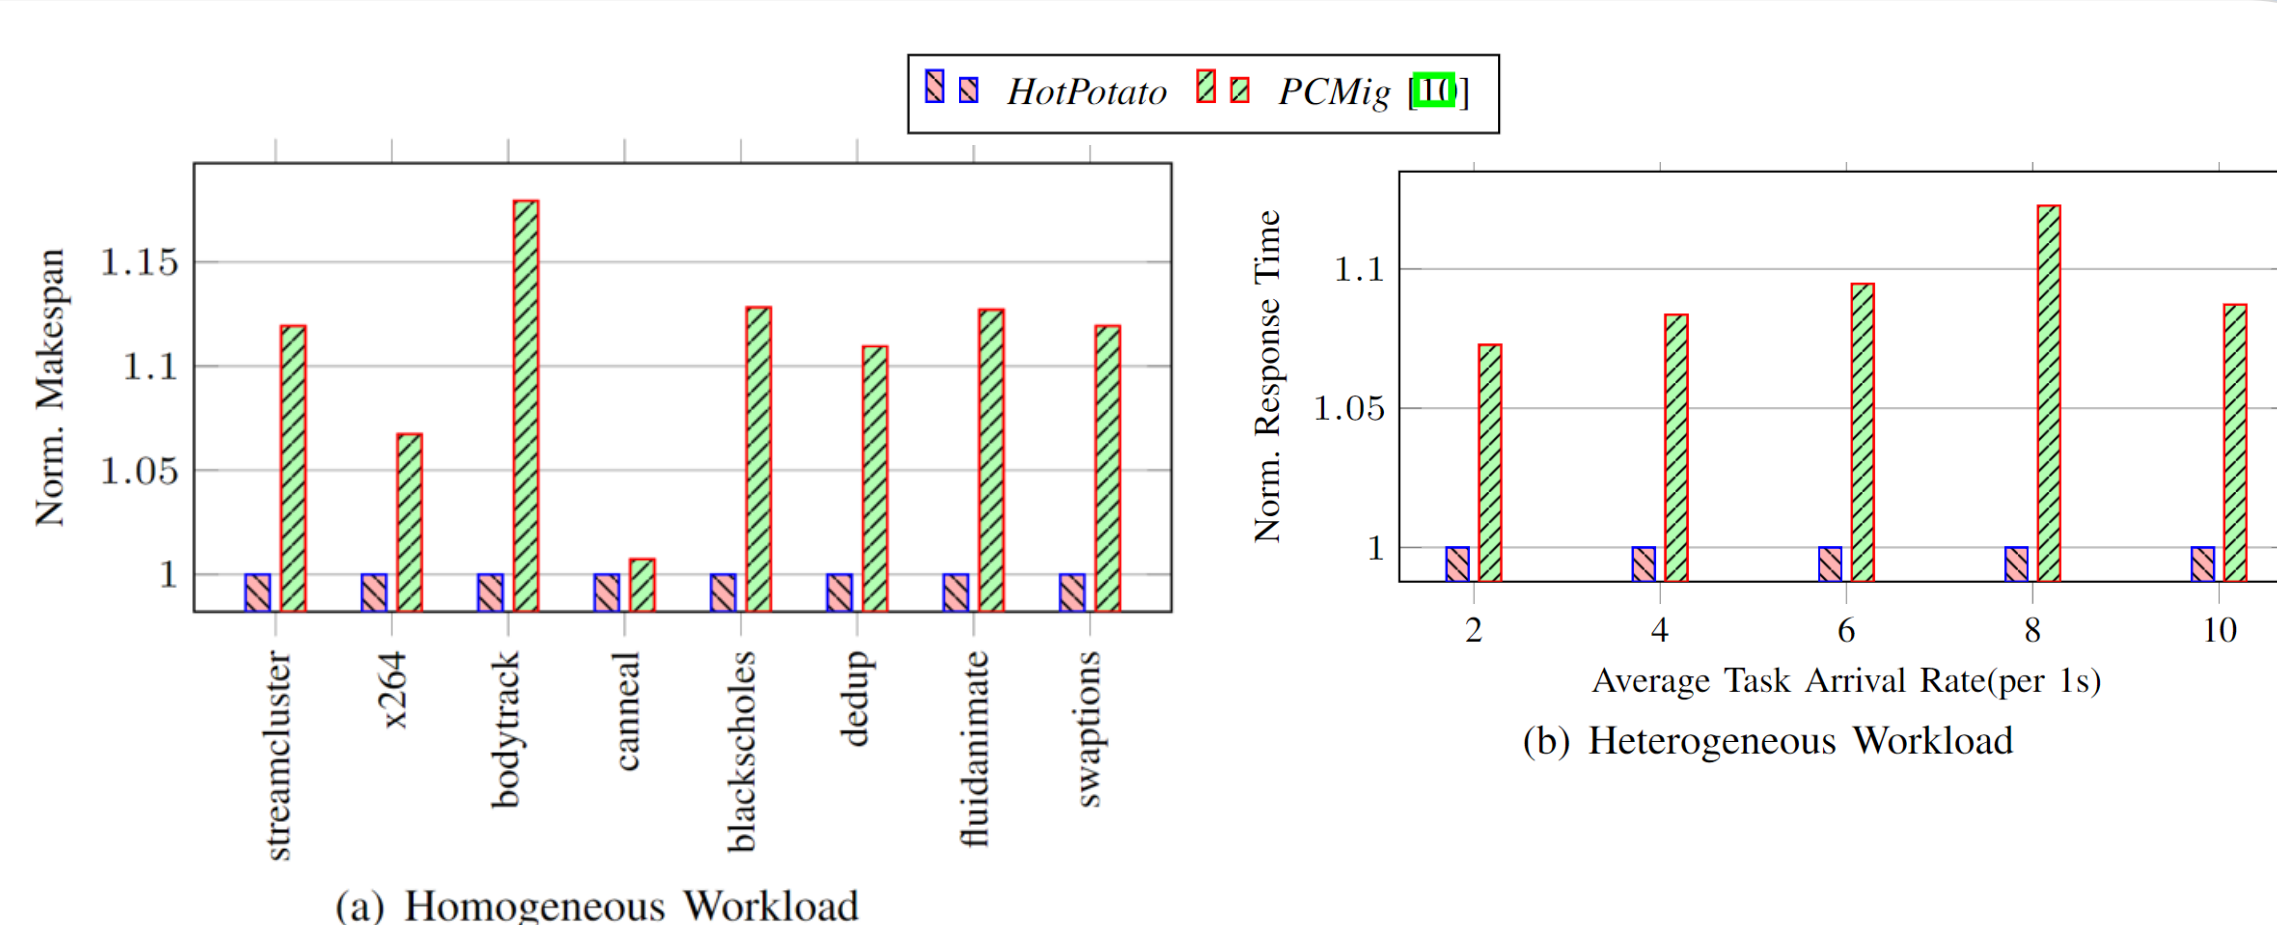 HotPotato PCMig [10]
Norm. Makespan
1.15
1.1
1.05
1
streamcluster
x264
bodytrack
canneal
blackscholes
dedup
fluidanimate
swaptions
(a) Homogeneous Workload
Norm. Response Time
1.1
1.05
1
2 4 6 8 10
Average Task Arrival Rate(per 1s)
(b) Heterogeneous Workload